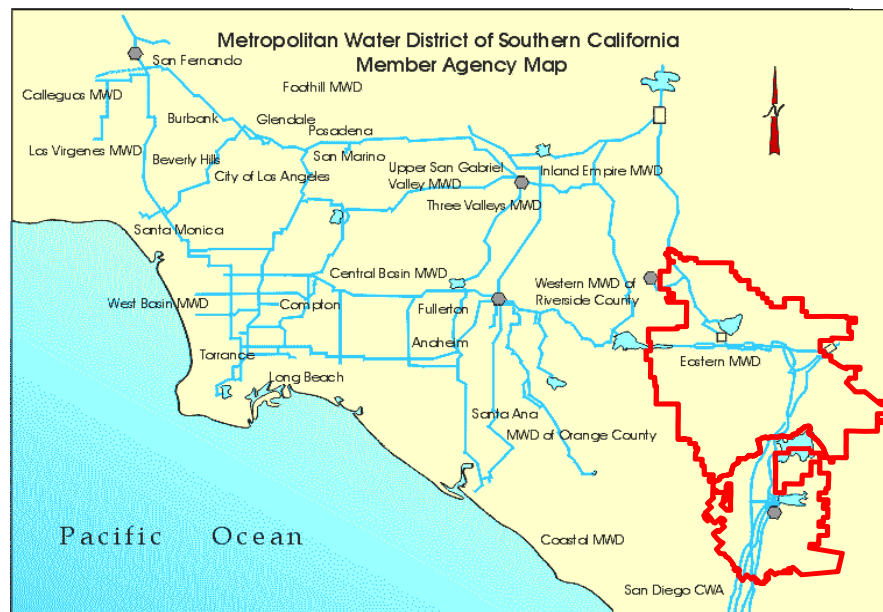 Metropolitan Water District of Southern California
Member Agency Map
San Fernando
Foothill MWD
Calleguas MWD
Burbank
Glendale
Pasadena
N
Las Virgenes MWD
Beverly Hills
San Marino
City of Los Angeles
Upper San Gabriel
Valley MWD
Inland Empire MWD
Three Valleys MWD
Santa Monica
Central Basin MWD
Western MWD of
Riverside County
West Basin MWD
Compton
Fullerton
Anaheim
Torrance
Eastern MWD
Long Beach
Santa Ana
MWD of Orange County
Pacific Ocean
Coastal MWD
San Diego CWA